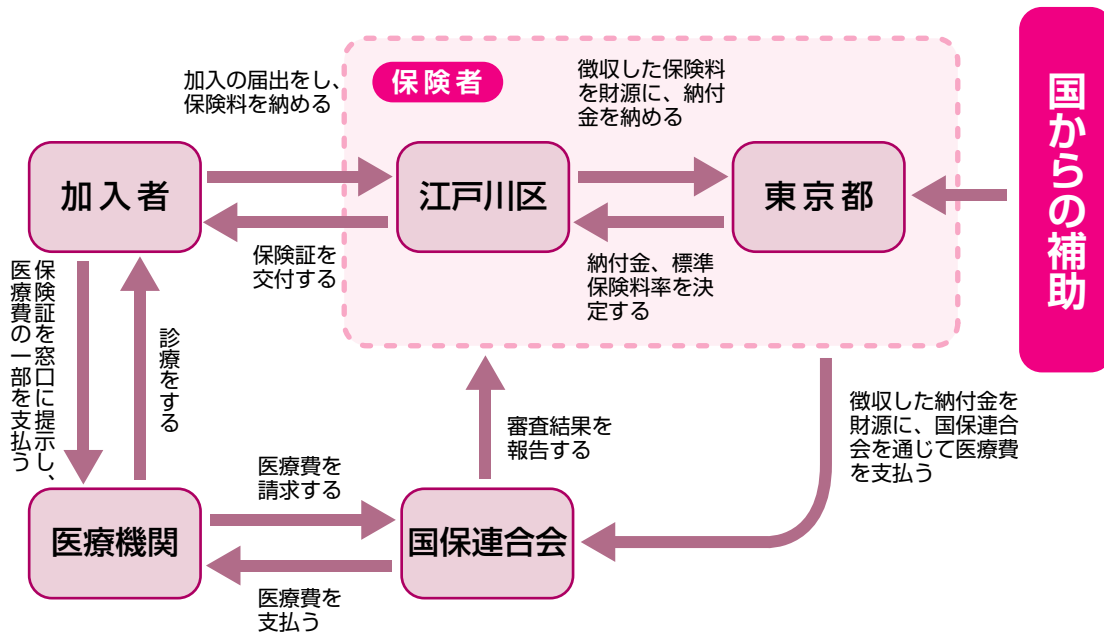 加入の届出をし、
保険料を納める
保険者
徴収した保険料
を財源に、納付
金を納める
国からの補助
加入者
江戸川区
東京都
保険証を
交付する
納付金、標準
保険料率を決
定する
保険証を窓口に提示し、
医療費の一部を支払う
診療をする
審査結果を
報告する
徴収した納付金を
財源に、国保連合
会を通じて医療費
を支払う
医療費を
請求する
医療機関
国保連合会
医療費を
支払う